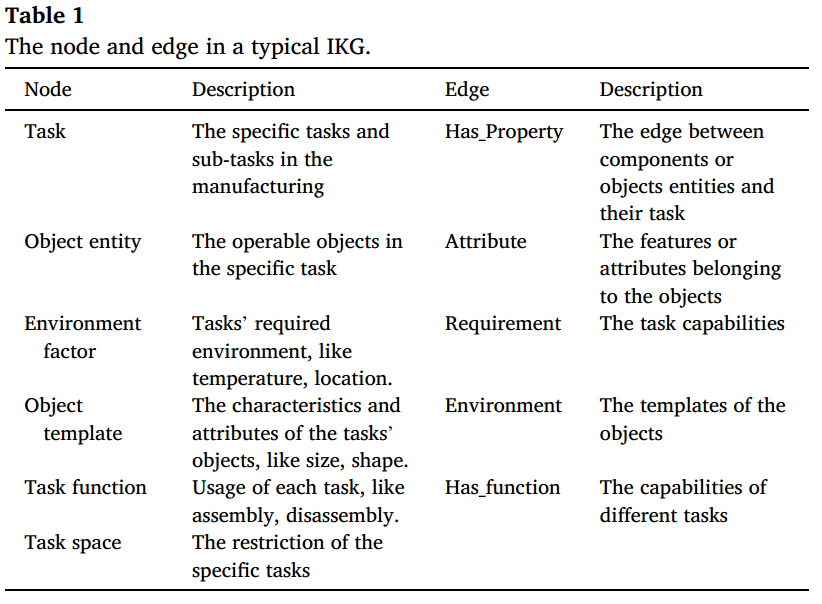 Table 1
The node and edge in a typical IKG.
Node Description Edge Description
Task The specific tasks and Has_Property The edge between
sub-tasks in the components or
manufacturing objects entities and
their task
Object entity The operable objects in Attribute The features or
the specific task attributes belonging
to the objects
Environment Tasks’ required Requirement The task capabilities
factor environment, like
temperature, location.
Object The characteristics and Environment The templates of the
template attributes of the tasks’ objects
objects, like size, shape.
Task function Usage of each task, like Has_function The capabilities of
assembly, disassembly. different tasks
Task space The restriction of the
specific tasks